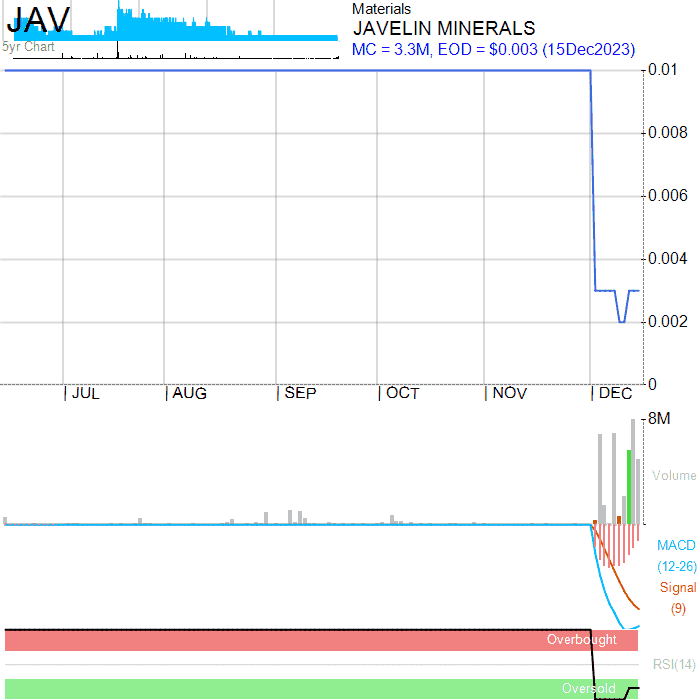 JAV
5yr Chart
Materials
JAVELIN MINERALS
MC = 3.3M, EOD = $0.003 (15Dec2023)
0.01
0.008
0.006
0.004
0.002
0
JUL
AUG
SEP
OCT
NOV
DEC
8M
Volume
MACD
(12-26)
Signal
(9)
Overbought
RSI(14)
Oversold